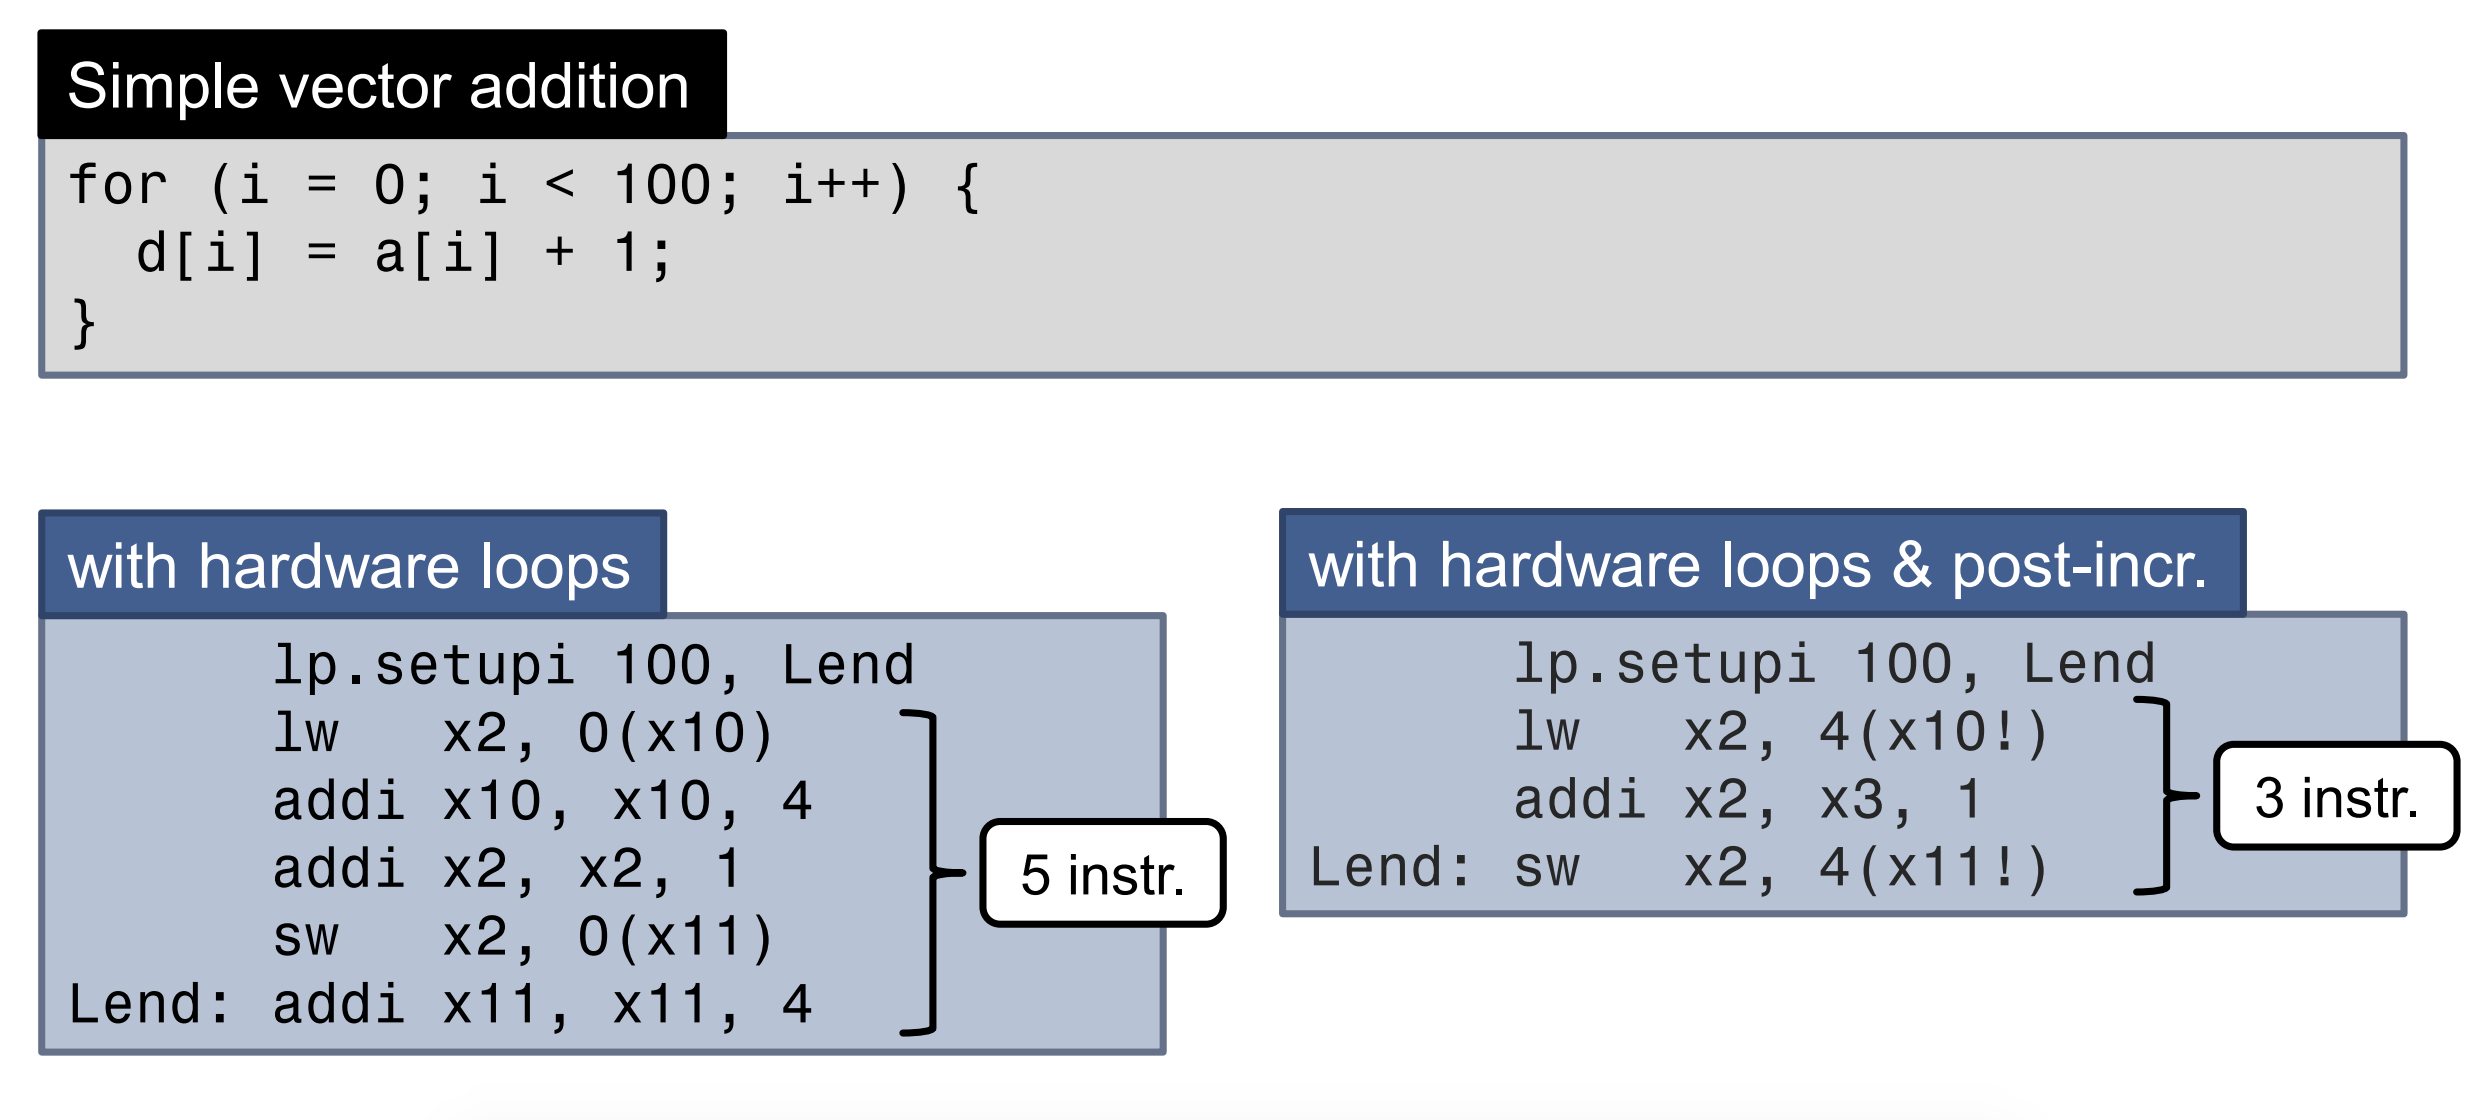 Simple vector addition
for (i = 0; i < 100; i++) {
  d[i] = a[i] + 1;
}
with hardware loops
lp.setupi 100, Lend
lw x2, 0(x10)
addi x10, x10, 4
addi x2, x2, 1
sw x2, 0(x11)
Lend: addi x11, x11, 4
5 instr.
with hardware loops & post-incr.
lp.setupi 100, Lend
lw x2, 4(x10!)
addi x2, x3, 1
Lend: sw x2, 4(x11!)
3 instr.